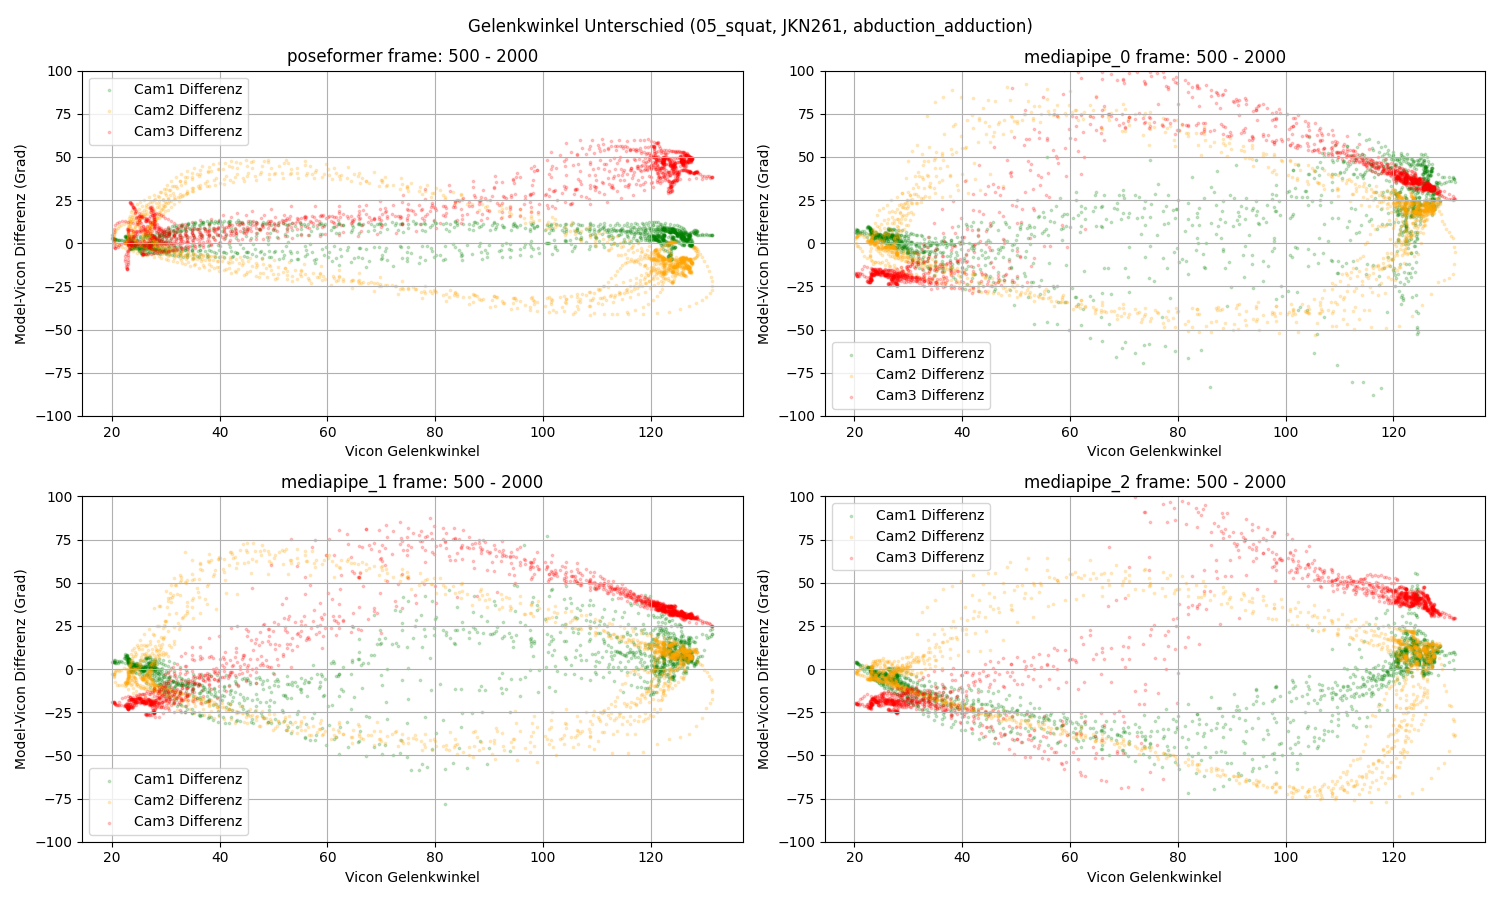 Gelenkwinkel Unterschied (05_squat, JKN261, abduction_adduction)
poseformer frame: 500 - 2000
100
75
50
25
0
−25
−50
−75
−100
Model-Vicon Differenz (Grad)
Cam1 Differenz
Cam2 Differenz
Cam3 Differenz
20 40 60 80 100 120
Vicon Gelenkwinkel
mediapipe_0 frame: 500 - 2000
100
75
50
25
0
−25
−50
−75
−100
Model-Vicon Differenz (Grad)
Cam1 Differenz
Cam2 Differenz
Cam3 Differenz
20 40 60 80 100 120
Vicon Gelenkwinkel
mediapipe_1 frame: 500 - 2000
100
75
50
25
0
−25
−50
−75
−100
Model-Vicon Differenz (Grad)
Cam1 Differenz
Cam2 Differenz
Cam3 Differenz
20 40 60 80 100 120
Vicon Gelenkwinkel
mediapipe_2 frame: 500 - 2000
100
75
50
25
0
−25
−50
−75
−100
Model-Vicon Differenz (Grad)
Cam1 Differenz
Cam2 Differenz
Cam3 Differenz
20 40 60 80 100 120
Vicon Gelenkwinkel